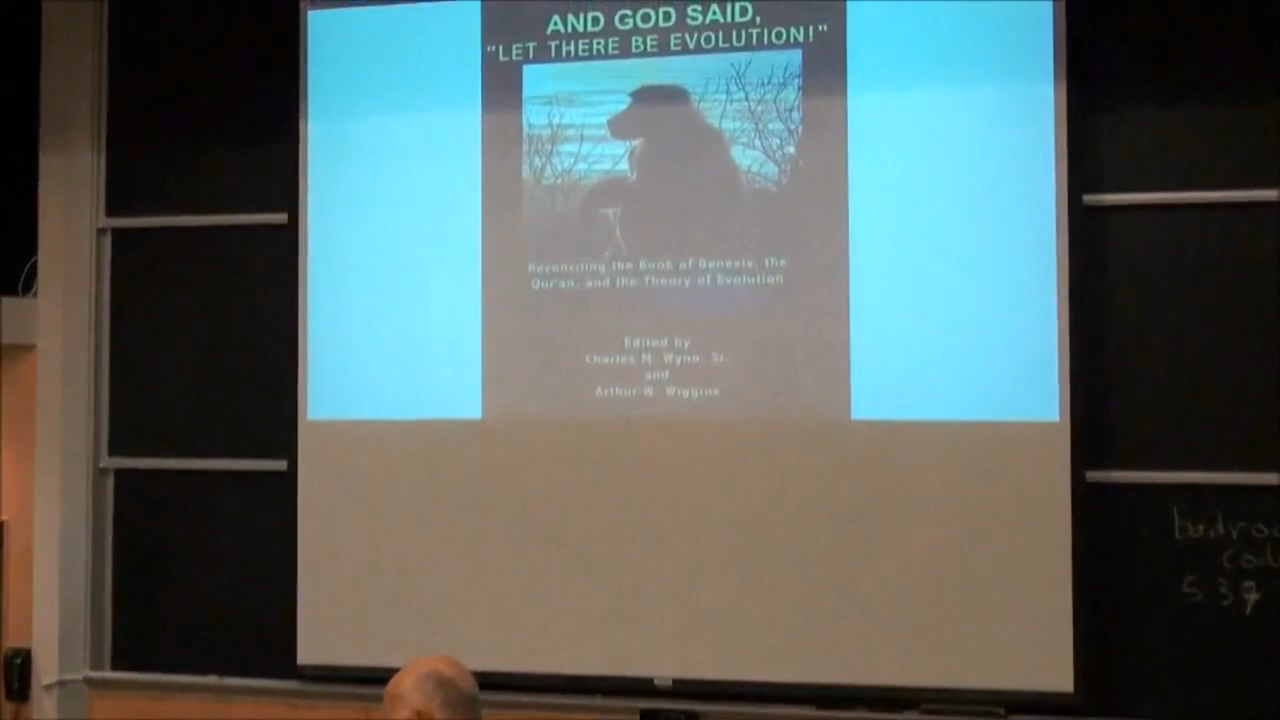 AND GOD SAID,
"LET THERE BE EVOLUTION!"
Reconciling the Book of Genesis, the
Qur'an, and the Theory of Evolution
Edited by
Charles M. Wynn, Sr.
and
Arthur W. Wiggins